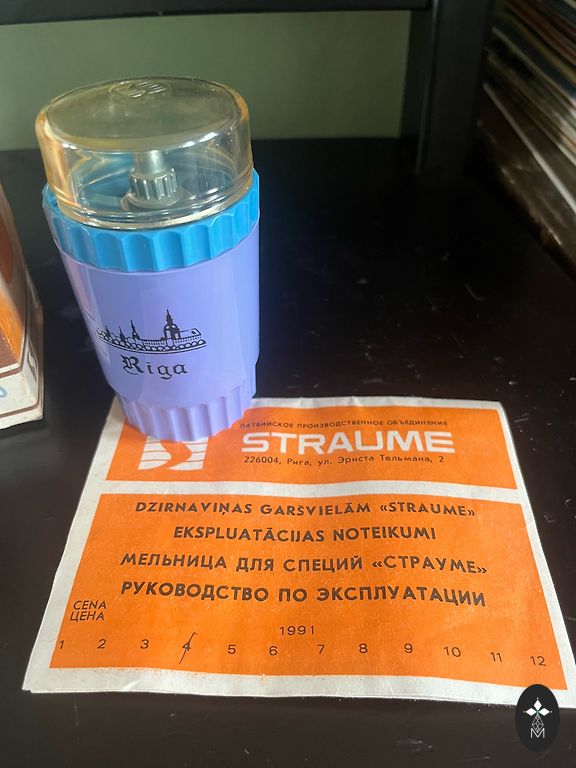 Riga
ЛАТВИЙСКОЕ ПРОИЗВОДСТВЕННОЕ ОБЪЕДИНЕНИЕ
STRAUME
226004, Рига, ул. Эрнста Тельмана, 2
DZIRNAVIŅAS GARŠVIELĀM «STRAUME»
EKSPLUATĀCIJAS NOTEIKUMI
МЕЛЬНИЦА ДЛЯ СПЕЦИЙ «СТРАУМЕ»
РУКОВОДСТВО ПО ЭКСПЛУАТАЦИИ
CENA
ЦЕНА
1991
1 2 3 4 5 6 7 8 9 10 11 12
M